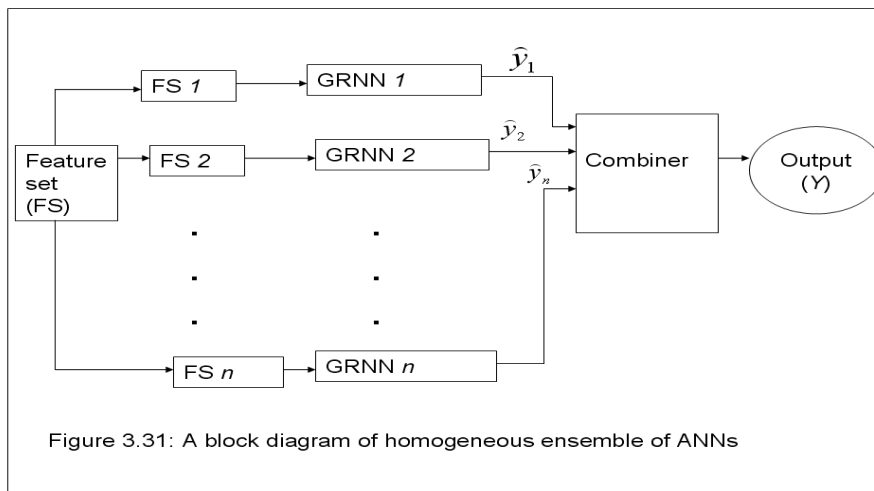 FS 1
GRNN 1
ŷ₁
Feature
set
(FS)
FS 2
GRNN 2
ŷ₂
ŷₙ
Combiner
Output
(Y)
FS n
GRNN n
Figure 3.31: A block diagram of homogeneous ensemble of ANNs